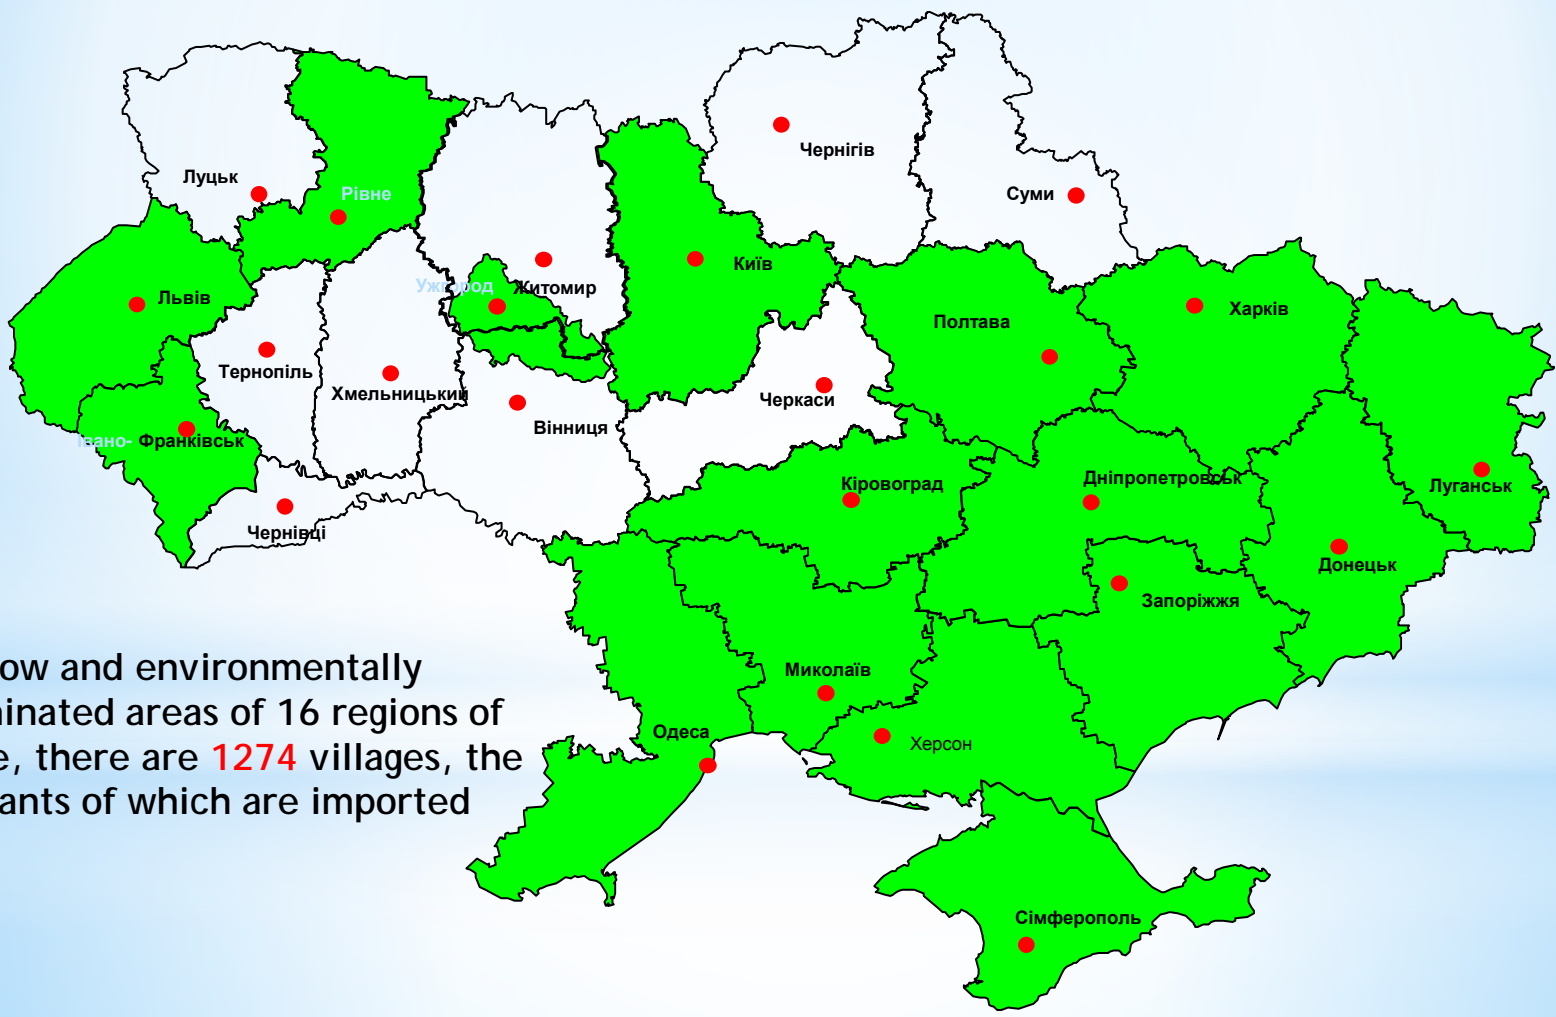 Чернігів
Луцьк
Рівне
Суми
Київ
Ужгород
Житомир
Львів
Харків
Полтава
Тернопіль
Хмельницький
Черкаси
Вінниця
Івано- Франківськ
Кіровоград
Дніпропетровськ
Луганськ
Чернівці
Донецьк
Запоріжжя
ow and environmentally
inated areas of 16 regions of
e, there are 1274 villages, the
ants of which are imported
Миколаїв
Одеса
Херсон
Сімферополь